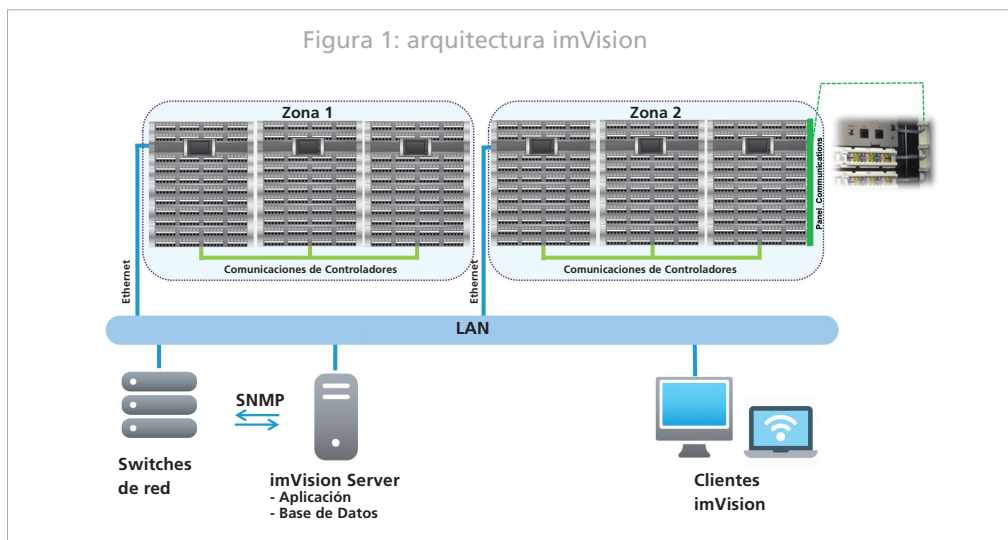 Figura 1: arquitectura imVision
Zona 1
Zona 2
Panel Communications
Comunicaciones de Controladores
Comunicaciones de Controladores
Ethernet
Ethernet
LAN
SNMP
Switches
de red
imVision Server
- Aplicación
- Base de Datos
Clientes
imVision